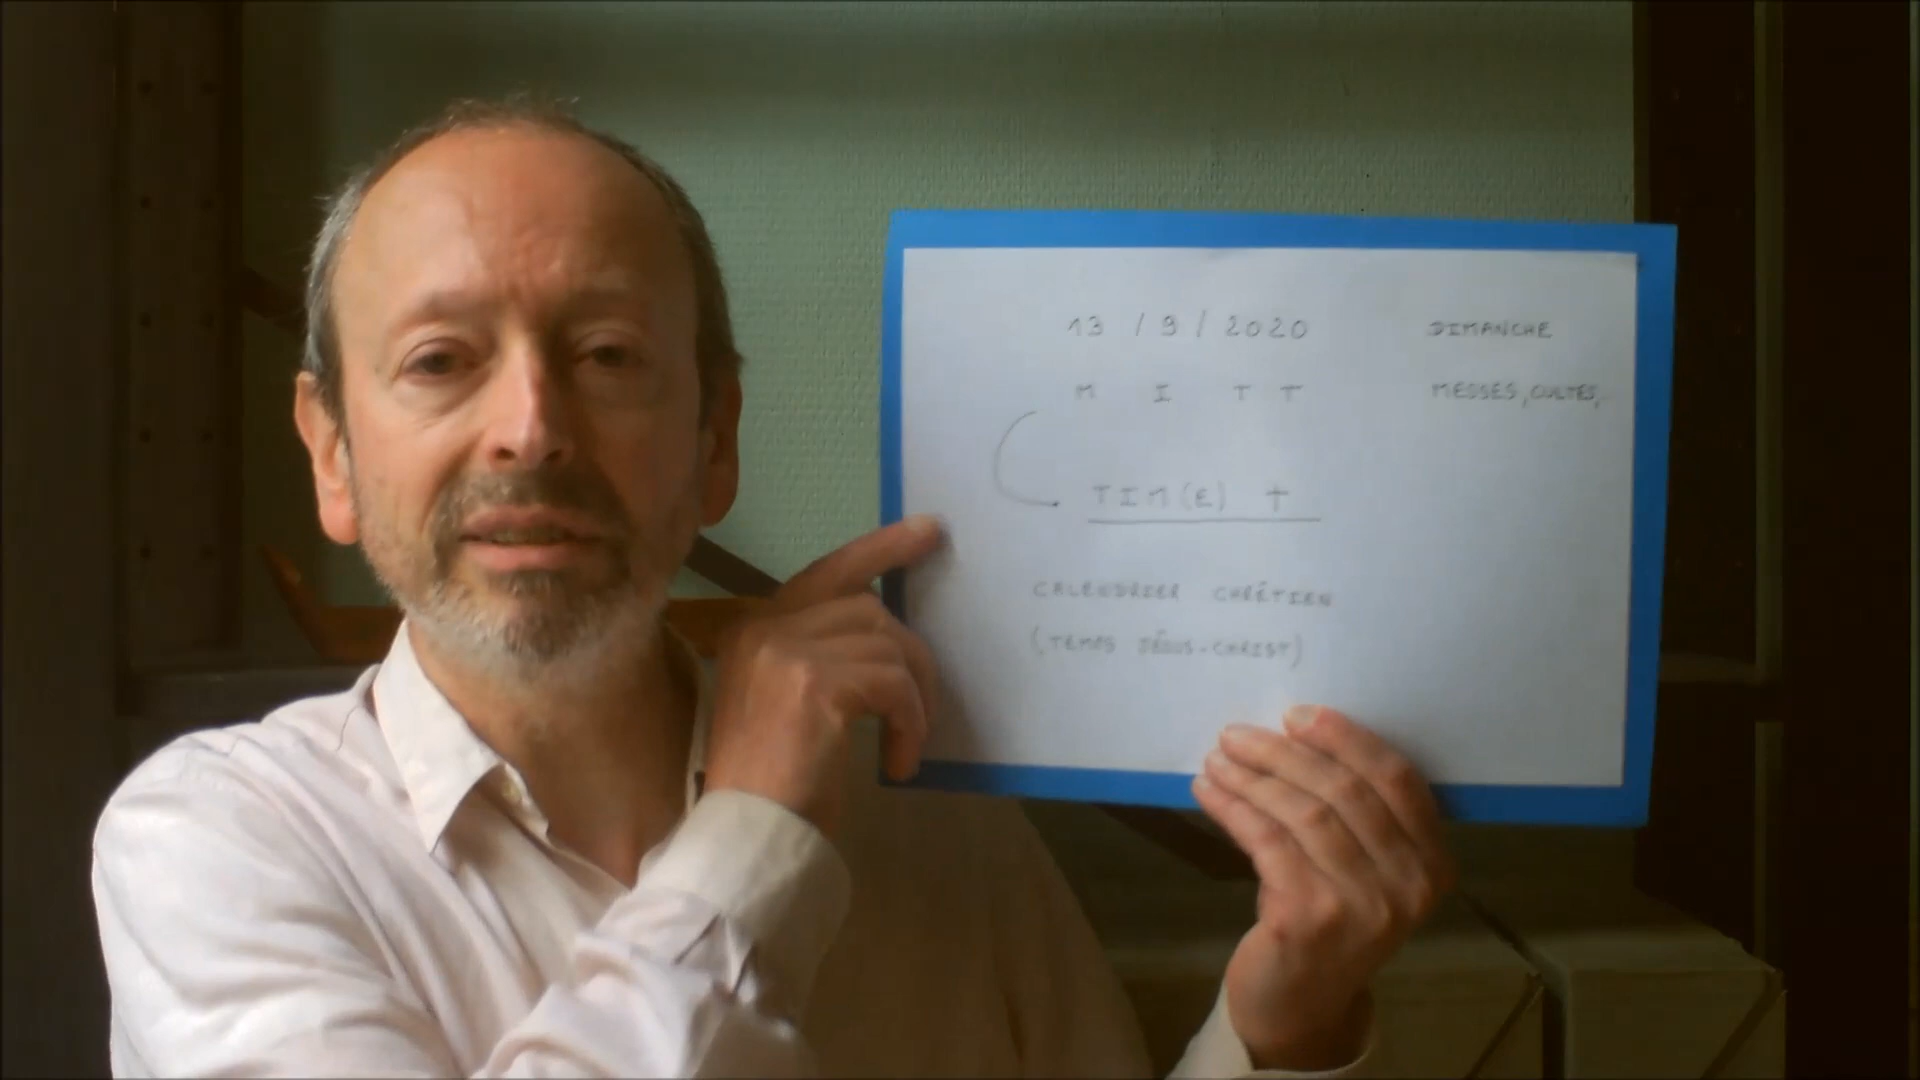 13 / 9 / 2020 DIMANCHE
M I T T MESSES, CULTES,
TIM(E) †
CALENDRIER CHRÉTIEN
(TEMPS JÉSUS-CHRIST)